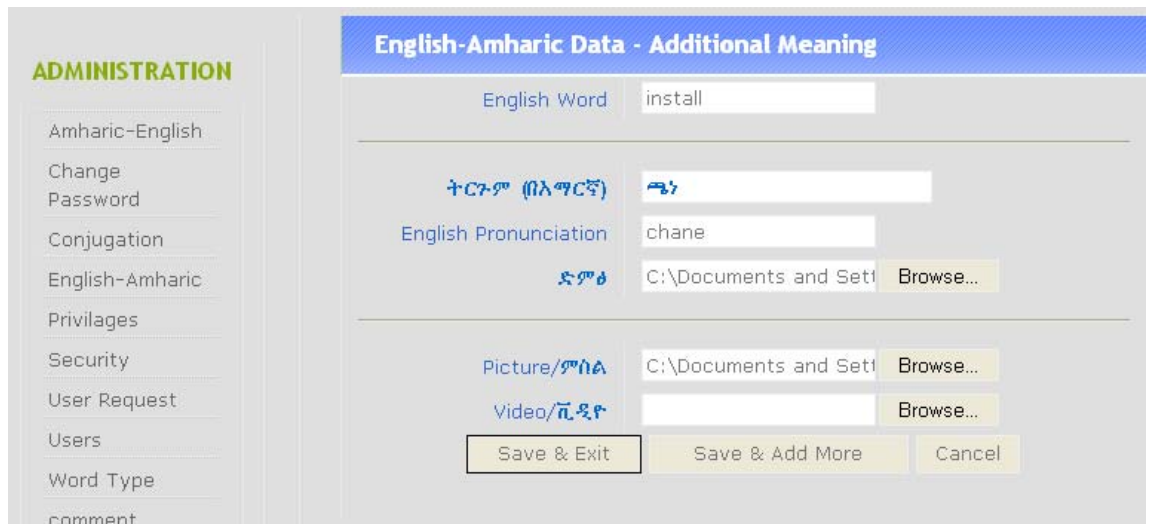 ADMINISTRATION
Amharic-English
Change
Password
Conjugation
English-Amharic
Privilages
Security
User Request
Users
Word Type
comment
English-Amharic Data - Additional Meaning
English Word install
ትርጉም (በአማርኛ) ጫነ
English Pronunciation chane
ድምፅ C:\Documents and Sett Browse...
Picture/ምስል C:\Documents and Sett Browse...
Video/ቪዲዮ Browse...
Save & Exit Save & Add More Cancel